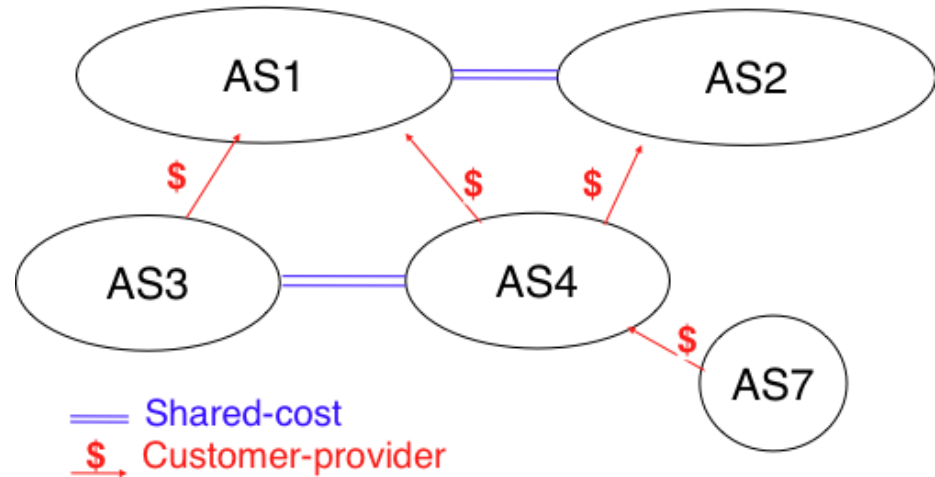 AS1
AS2
$
$
$
AS3
AS4
$
AS7
Shared-cost
$
Customer-provider